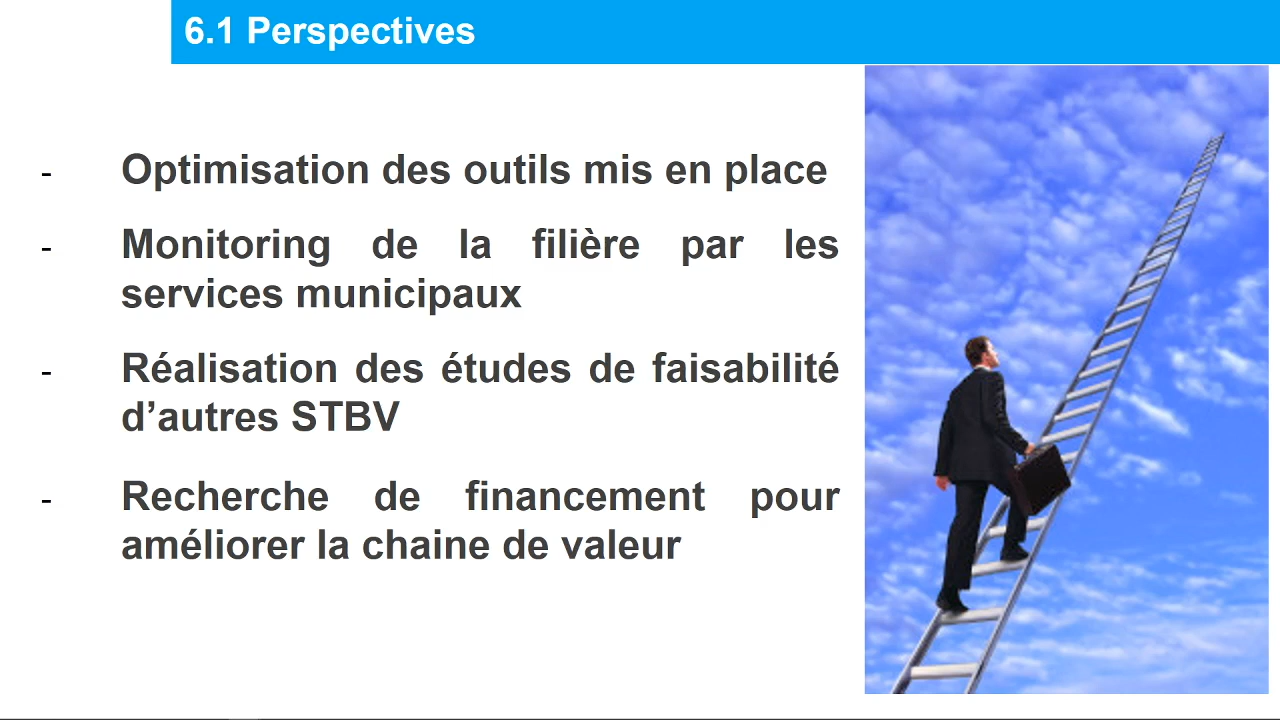 6.1 Perspectives
- Optimisation des outils mis en place
- Monitoring de la filière par les
services municipaux
- Réalisation des études de faisabilité
d’autres STBV
- Recherche de financement pour
améliorer la chaine de valeur